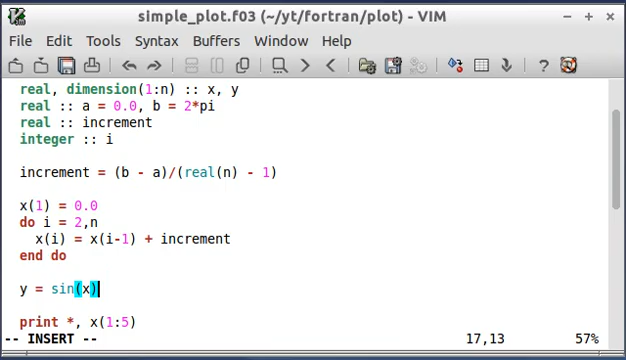 simple_plot.f03 (~/yt/fortran/plot) - VIM
File Edit Tools Syntax Buffers Window Help
real, dimension(1:n) :: x, y
real :: a = 0.0, b = 2*pi
real :: increment
integer :: i
increment = (b - a)/(real(n) - 1)
x(1) = 0.0
do i = 2,n
x(i) = x(i-1) + increment
end do
y = sin(x)
print *, x(1:5)
-- INSERT -- 17,13 57%